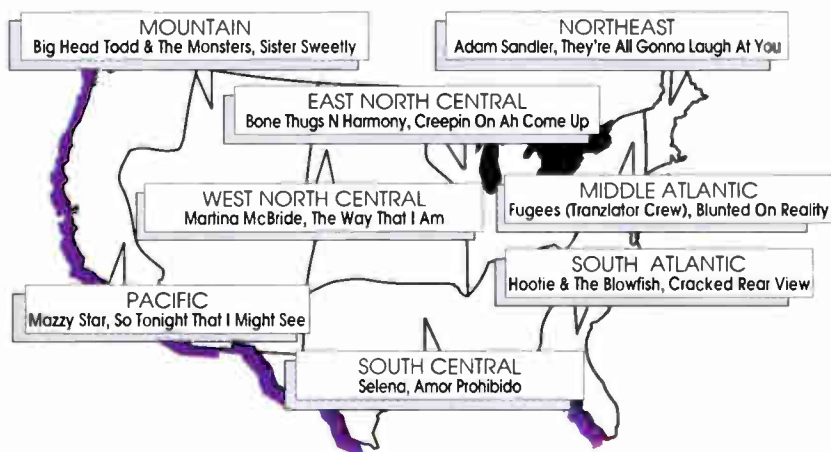 MOUNTAIN
Big Head Todd & The Monsters, Sister Sweetly
NORTHEAST
Adam Sandler, They're All Gonna Laugh At You
EAST NORTH CENTRAL
Bone Thugs N Harmony, Creepin On Ah Come Up
WEST NORTH CENTRAL
Martina McBride, The Way That I Am
MIDDLE ATLANTIC
Fugees (Tranzlator Crew), Blunted On Reality
SOUTH ATLANTIC
Hootie & The Blowfish, Cracked Rear View
PACIFIC
Mazzy Star, So Tonight That I Might See
SOUTH CENTRAL
Selena, Amor Prohibido